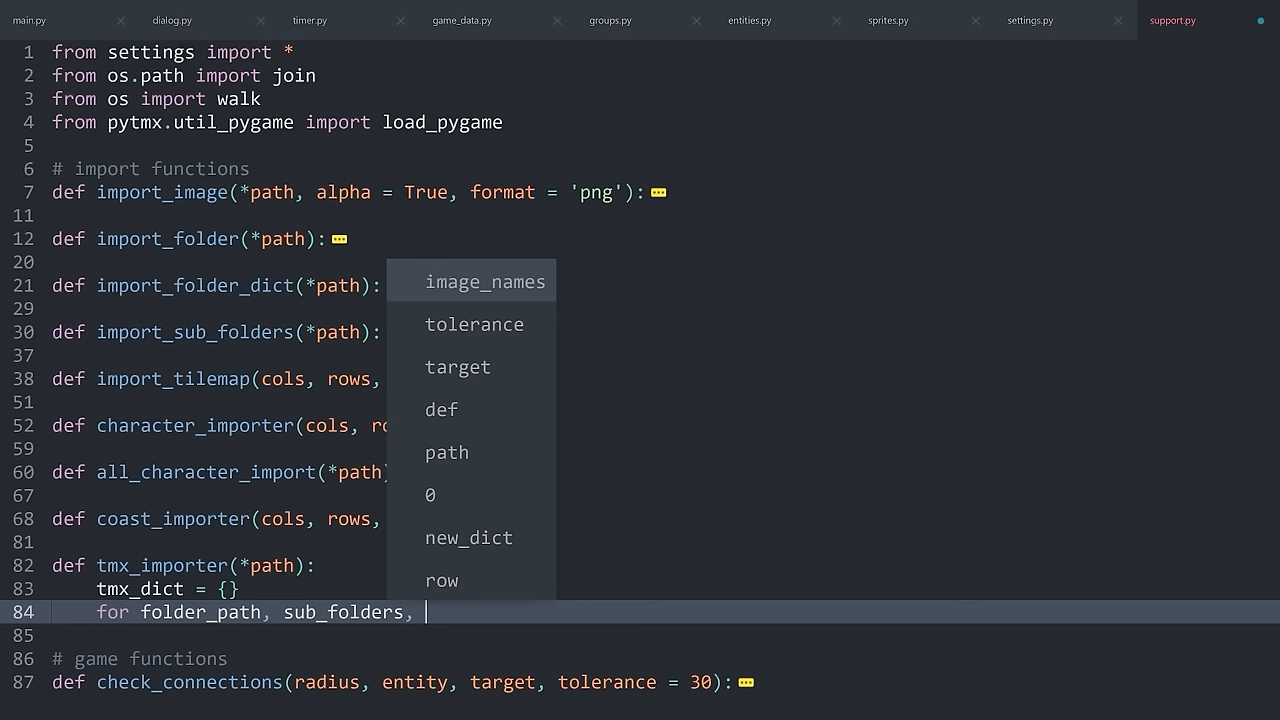 main.py dialog.py timer.py game_data.py groups.py entities.py sprites.py settings.py support.py
1 from settings import *
2 from os.path import join
3 from os import walk
4 from pytmx.util_pygame import load_pygame
5
6 # import functions
7 def import_image(*path, alpha = True, format = 'png'):
11
12 def import_folder(*path):
20
21 def import_folder_dict(*path):
29
30 def import_sub_folders(*path):
37
38 def import_tilemap(cols, rows,
51
52 def character_importer(cols, ro
59
60 def all_character_import(*path)
67
68 def coast_importer(cols, rows,
81
82 def tmx_importer(*path):
83 tmx_dict = {}
84 for folder_path, sub_folders,
85
86 # game functions
87 def check_connections(radius, entity, target, tolerance = 30):
image_names
tolerance
target
def
path
0
new_dict
row